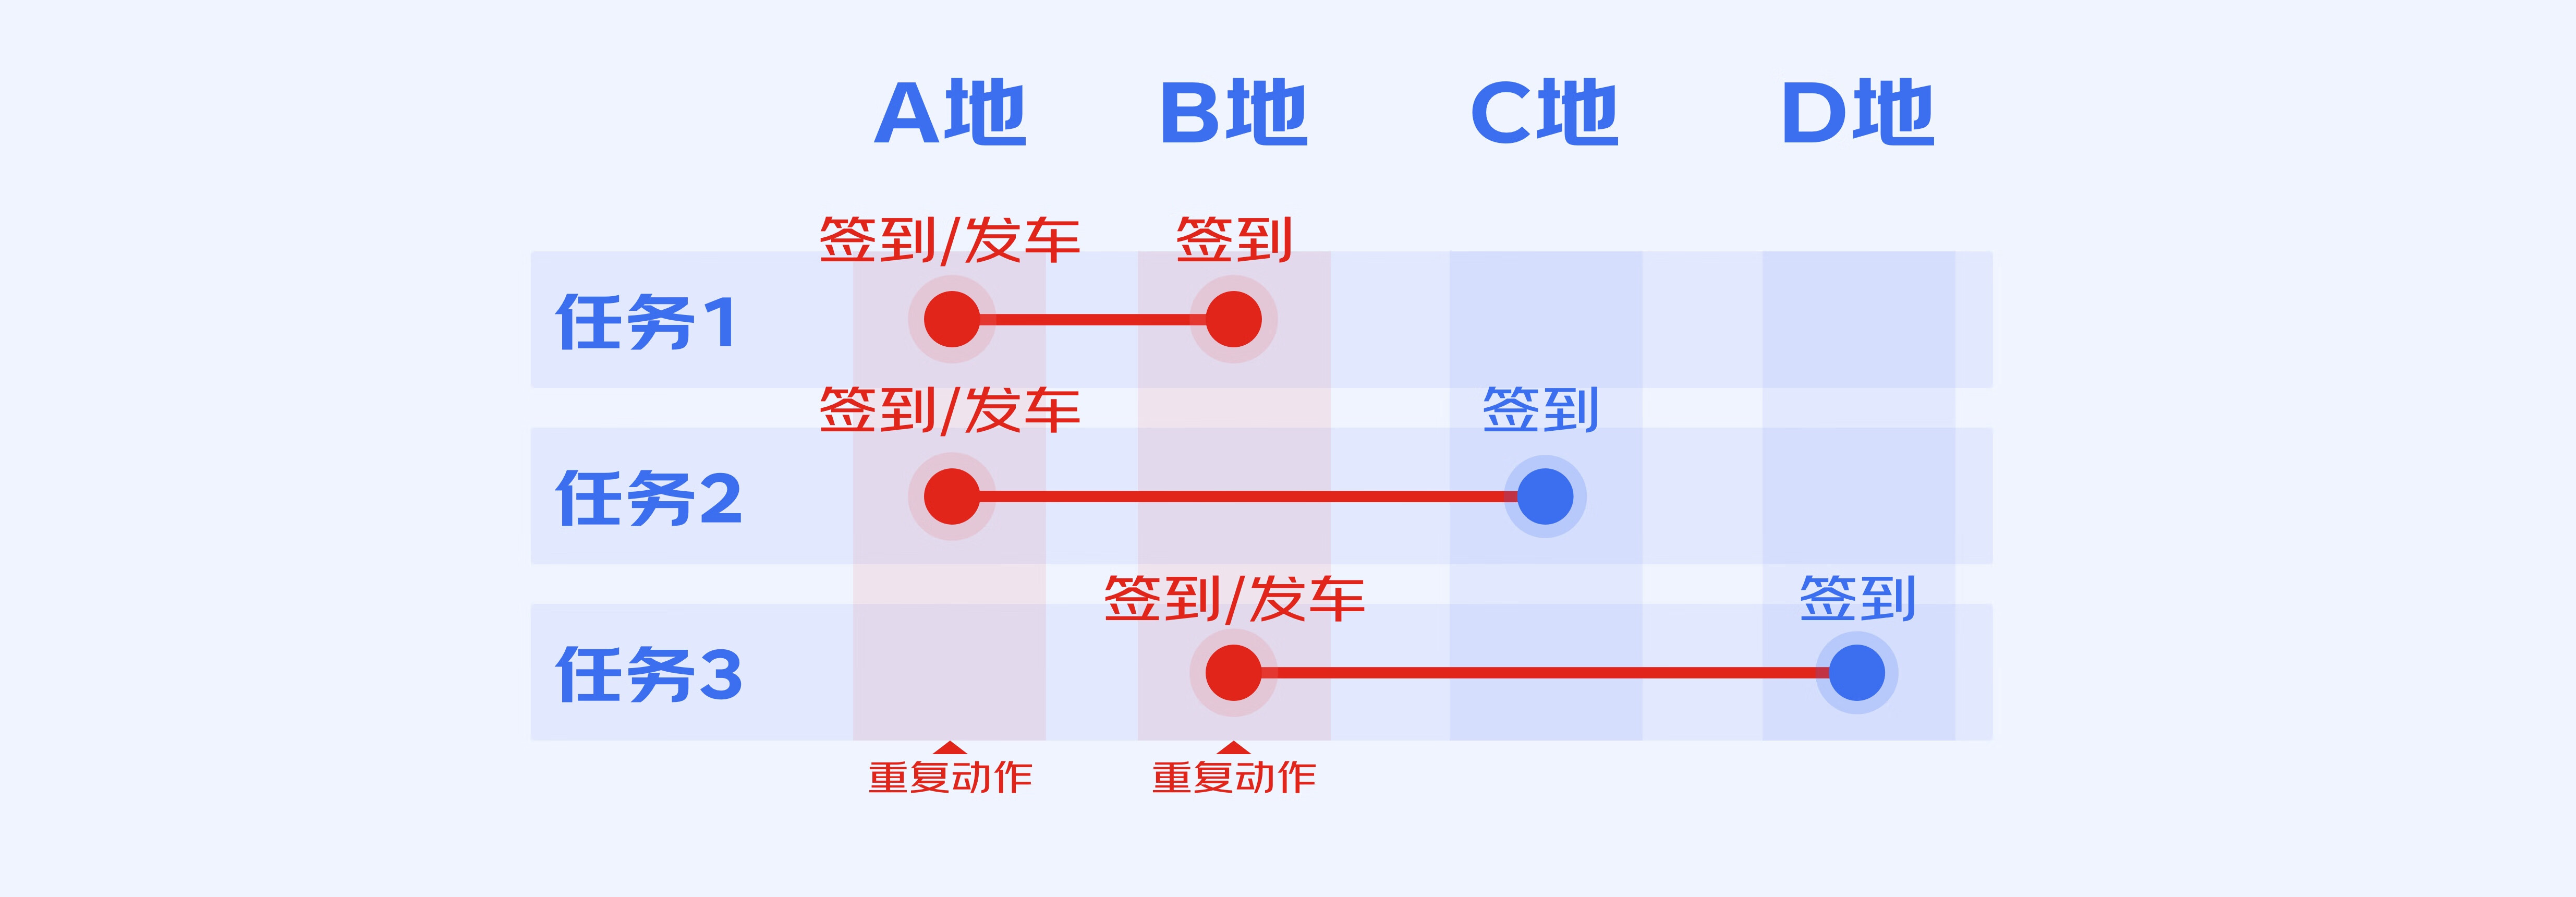 A地 B地 C地 D地
签到/发车 签到
任务1
签到/发车 签到
任务2
签到/发车 签到
任务3
重复动作 重复动作